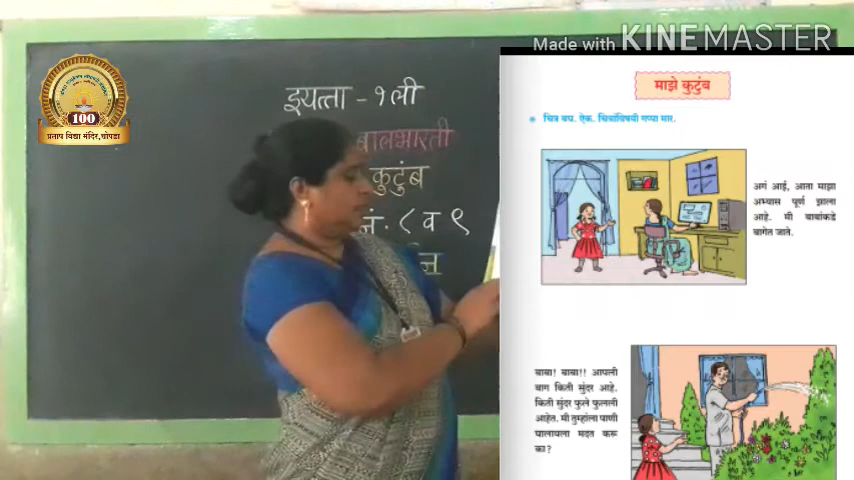 Made with KINEMASTER
100
प्रताप विद्या मंदिर, चोपडा
इयत्ता - १ली
बालभारती
कुटुंब
नं. ८ व ९
माझे कुटुंब
चित्र बघ. ऐक. चित्रांविषयी गप्पा मार.
अगं आई, आता माझा
अभ्यास पूर्ण झाला
आहे. मी बाबांकडे
बागेत जाते.
बाबा! बाबा!! आपली
बाग किती सुंदर आहे.
किती सुंदर फुले फुलली
आहेत. मी तुम्हांला पाणी
घालायला मदत करू
का?